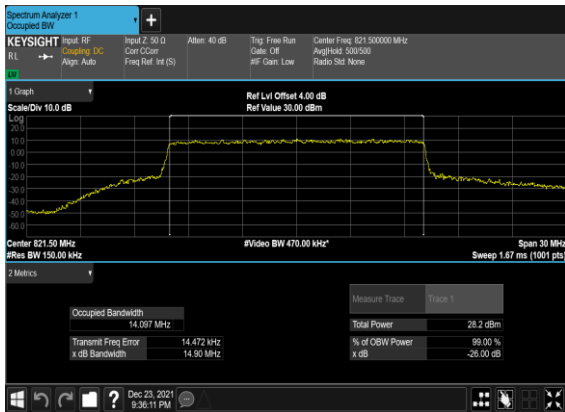 Spectrum Analyzer 1
Occupied BW
KEYSIGHT Input: RF Input Z: 50 Ω Atten: 40 dB Trig: Free Run Center Freq: 821.500000 MHz
RL Coupling: DC Corr CCorr Gate: Off Avg|Hold: 500/500
Align: Auto Freq Ref: Int (S) #IF Gain: Low Radio Std: None
1 Graph
Ref Lvl Offset 4.00 dB
Scale/Div 10.0 dB Ref Value 30.00 dBm
Log
20.0
10.0
0.00
-10.0
-20.0
-30.0
-40.0
-50.0
-60.0
Center 821.50 MHz #Video BW 470.00 kHz* Span 30 MHz
#Res BW 150.00 kHz Sweep 1.67 ms (1001 pts)
2 Metrics
Measure Trace Trace 1
Occupied Bandwidth
14.097 MHz Total Power 28.2 dBm
Transmit Freq Error 14.472 kHz % of OBW Power 99.00 %
x dB Bandwidth 14.90 MHz x dB -26.00 dB
Dec 23, 2021
9:36:11 PM